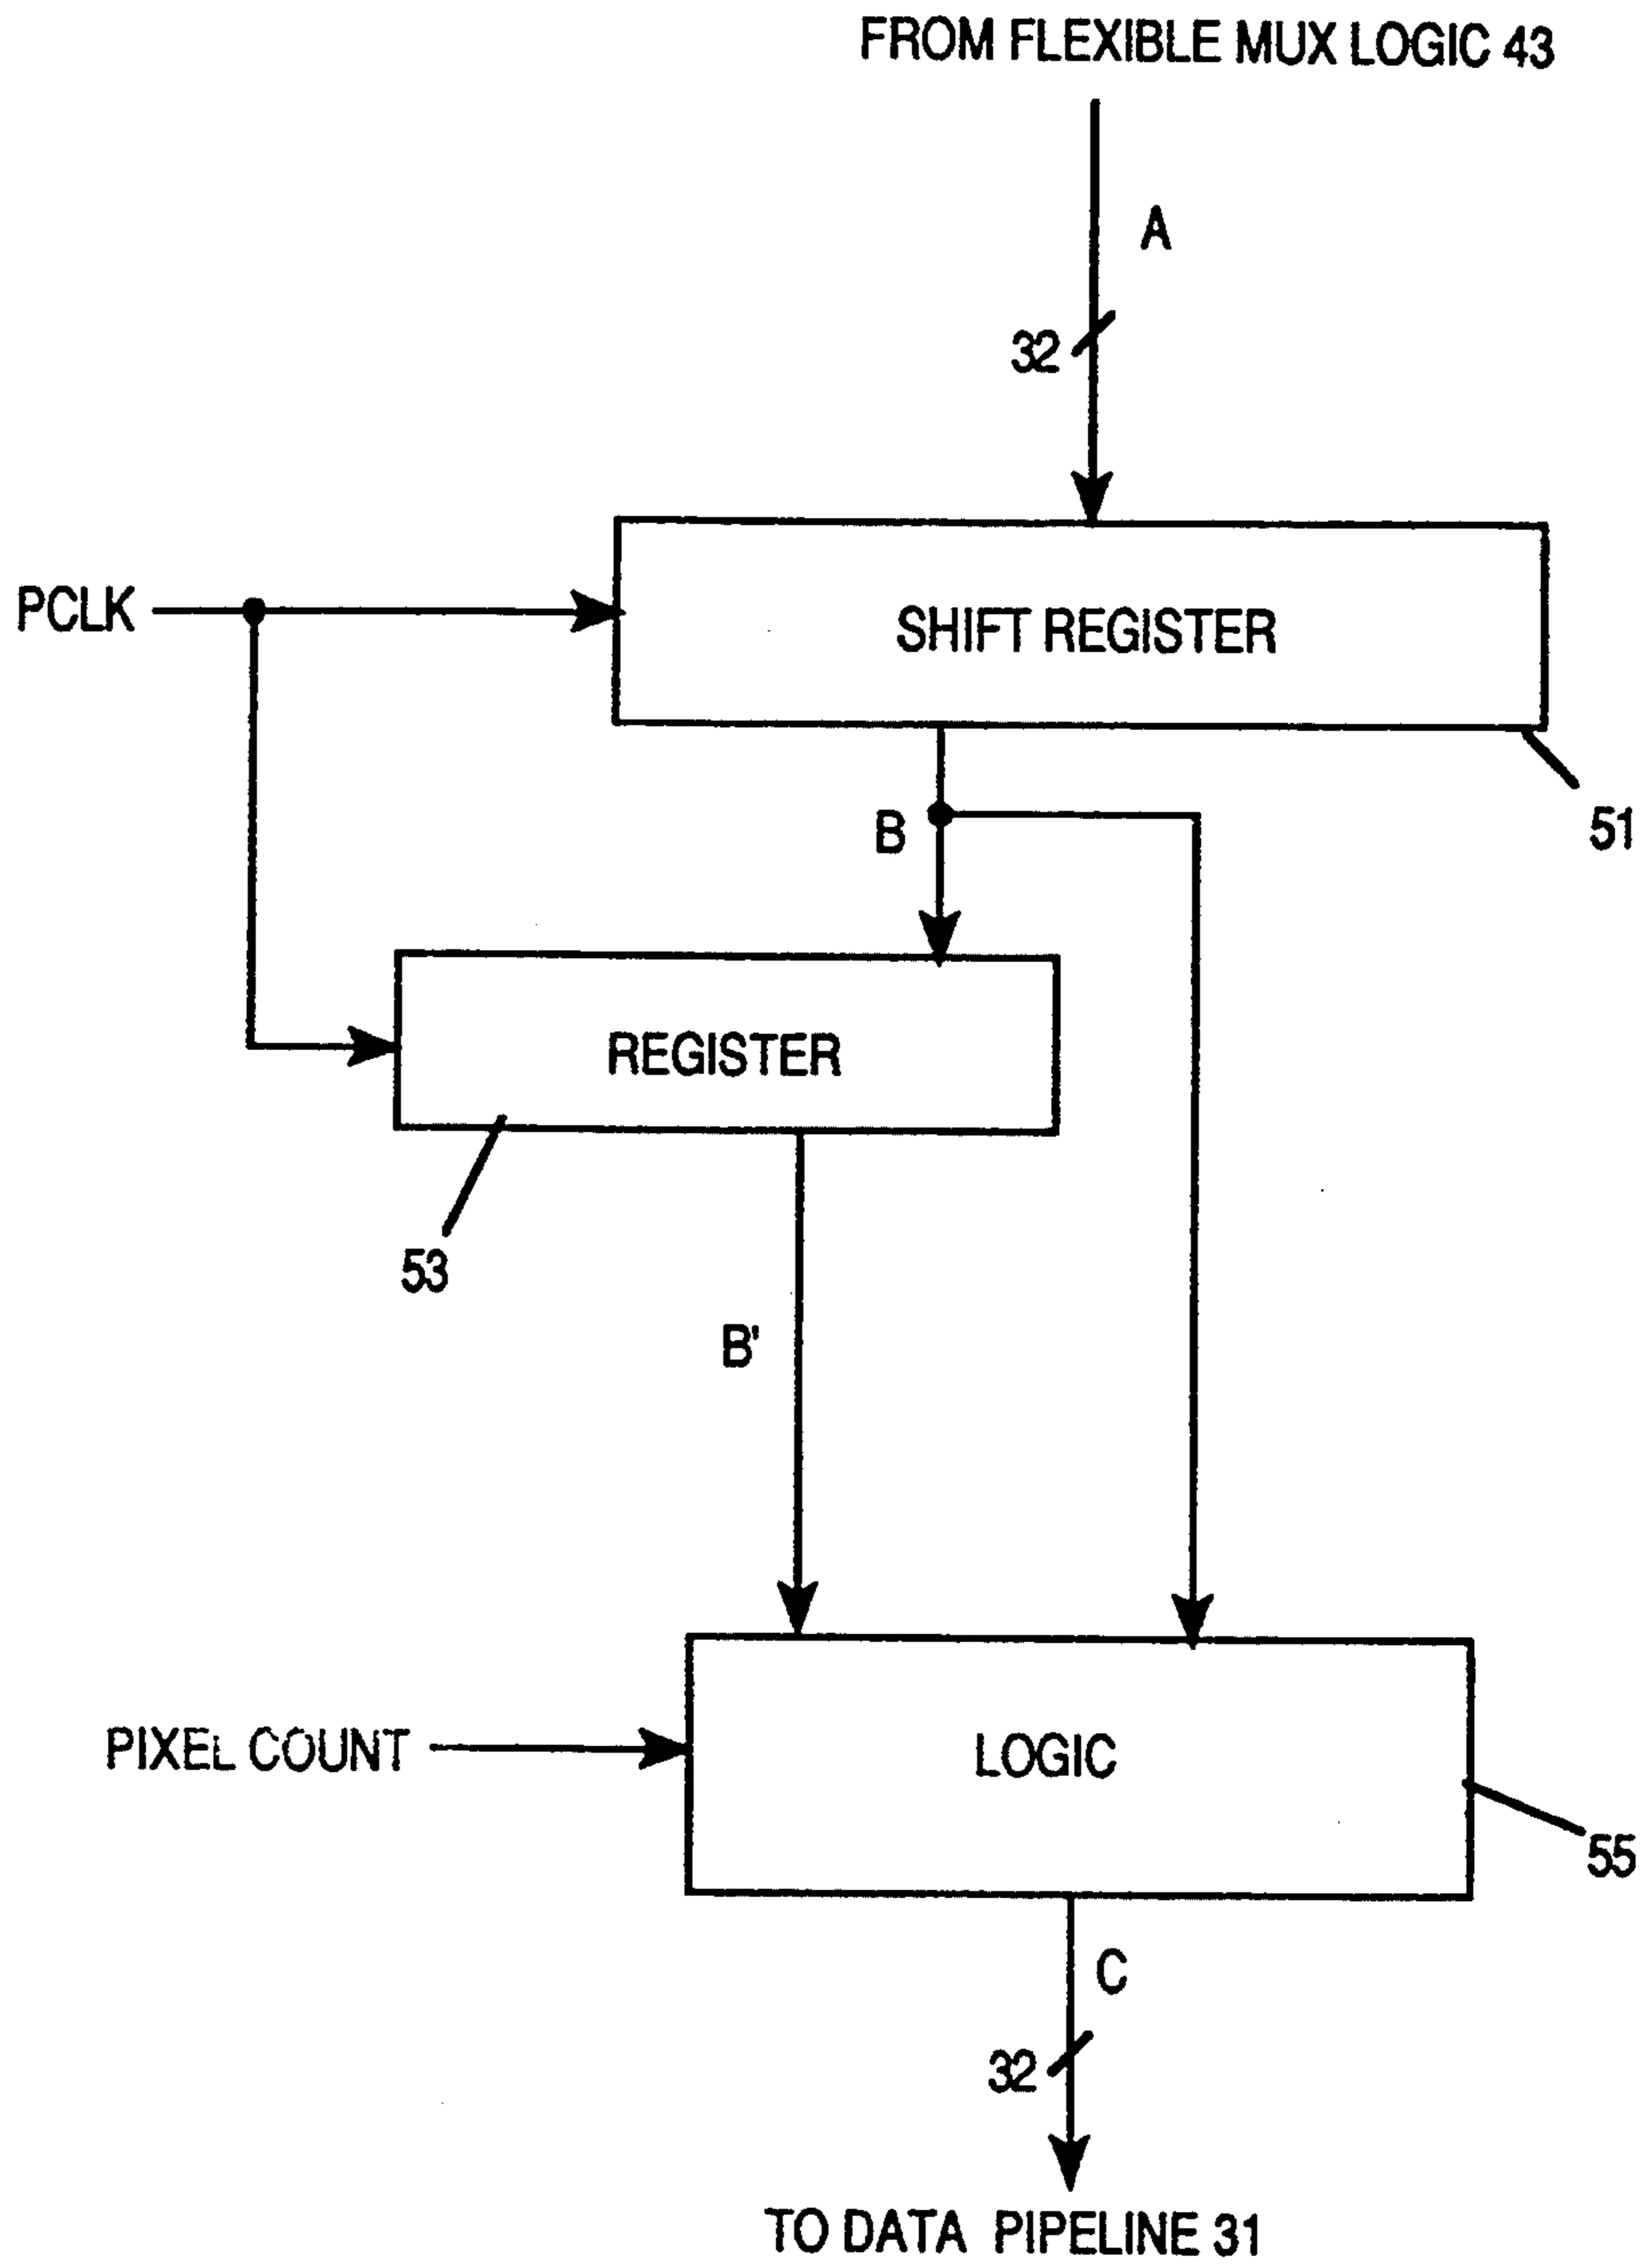 FROM FLEXIBLE MUX LOGIC 43
A
32
PCLK
SHIFT REGISTER
51
B
REGISTER
53
B'
PIXEL COUNT
LOGIC
55
C
32
TO DATA PIPELINE 31